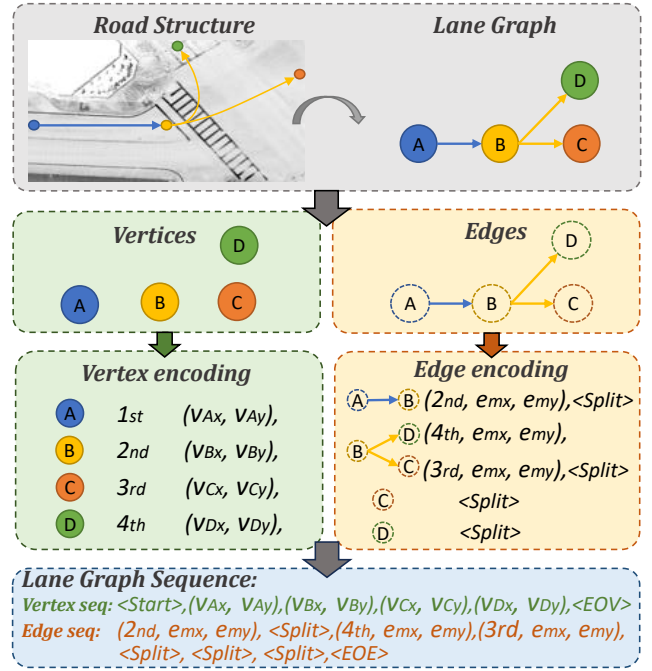 Road Structure
Lane Graph
D
A
B
C
Vertices
Edges
D
A
B
C
D
A
B
C
Vertex encoding
A 1st (vAx, vAy),
B 2nd (vBx, vBy),
C 3rd (vCx, vCy),
D 4th (vDx, vDy),
Edge encoding
A B (2nd, emx, emy),<Split>
B D (4th, emx, emy),
C (3rd, emx, emy),<Split>
C <Split>
D <Split>
Lane Graph Sequence:
Vertex seq: <Start>,(vAx, vAy),(vBx, vBy),(vCx, vCy),(vDx, vDy),<EOV>
Edge seq: (2nd, emx, emy), <Split>,(4th, emx, emy),(3rd, emx, emy),
<Split>, <Split>, <Split>,<EOE>